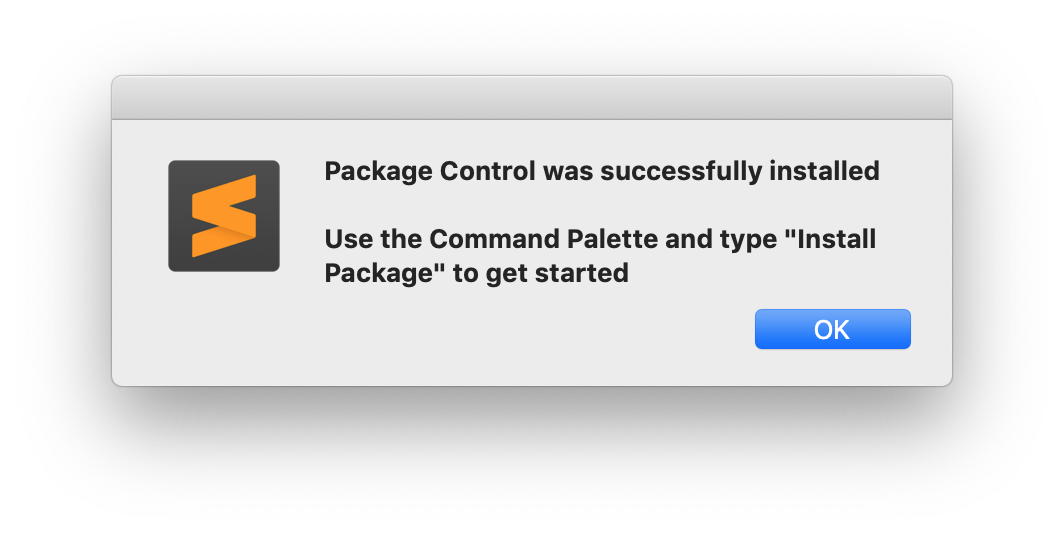 Package Control was successfully installed
Use the Command Palette and type "Install
Package" to get started
OK